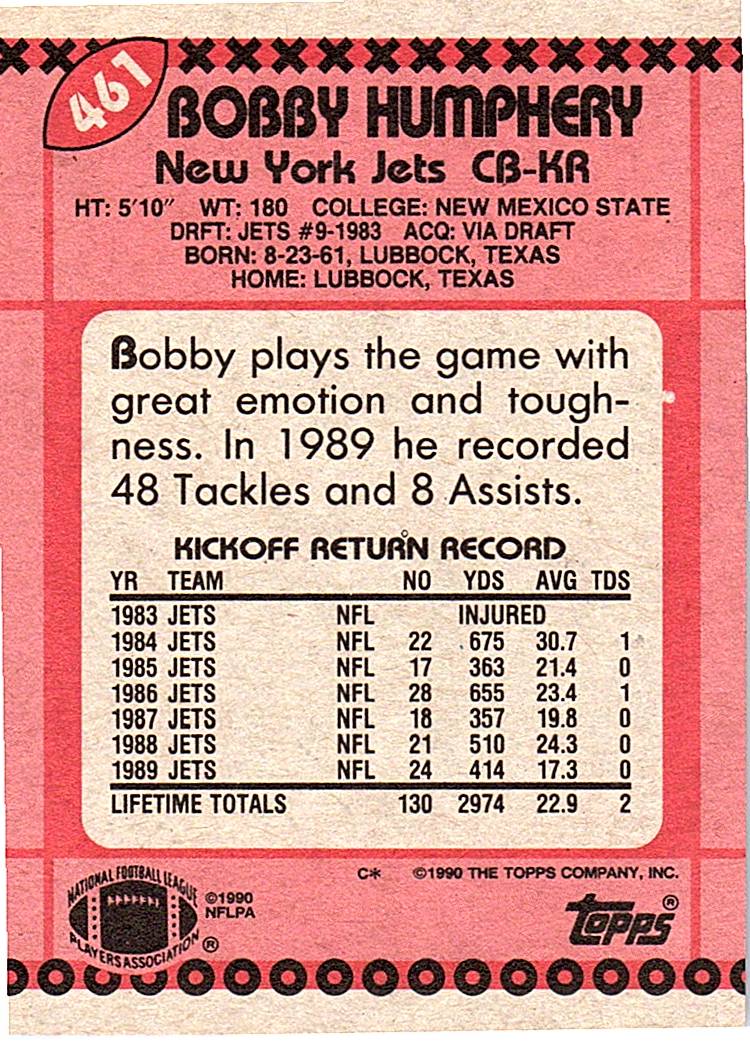 461
BOBBY HUMPHERY
New York Jets CB-KR
HT: 5'10" WT: 180 COLLEGE: NEW MEXICO STATE
DRFT: JETS #9-1983 ACQ: VIA DRAFT
BORN: 8-23-61, LUBBOCK, TEXAS
HOME: LUBBOCK, TEXAS
Bobby plays the game with
great emotion and tough-
ness. In 1989 he recorded
48 Tackles and 8 Assists.
KICKOFF RETURN RECORD
YR TEAM NO YDS AVG TDS
1983 JETS NFL INJURED
1984 JETS NFL 22 675 30.7 1
1985 JETS NFL 17 363 21.4 0
1986 JETS NFL 28 655 23.4 1
1987 JETS NFL 18 357 19.8 0
1988 JETS NFL 21 510 24.3 0
1989 JETS NFL 24 414 17.3 0
LIFETIME TOTALS 130 2974 22.9 2
C* ©1990 THE TOPPS COMPANY, INC.
NATIONAL FOOTBALL LEAGUE
PLAYERS ASSOCIATION ®
©1990
NFLPA
topps ®